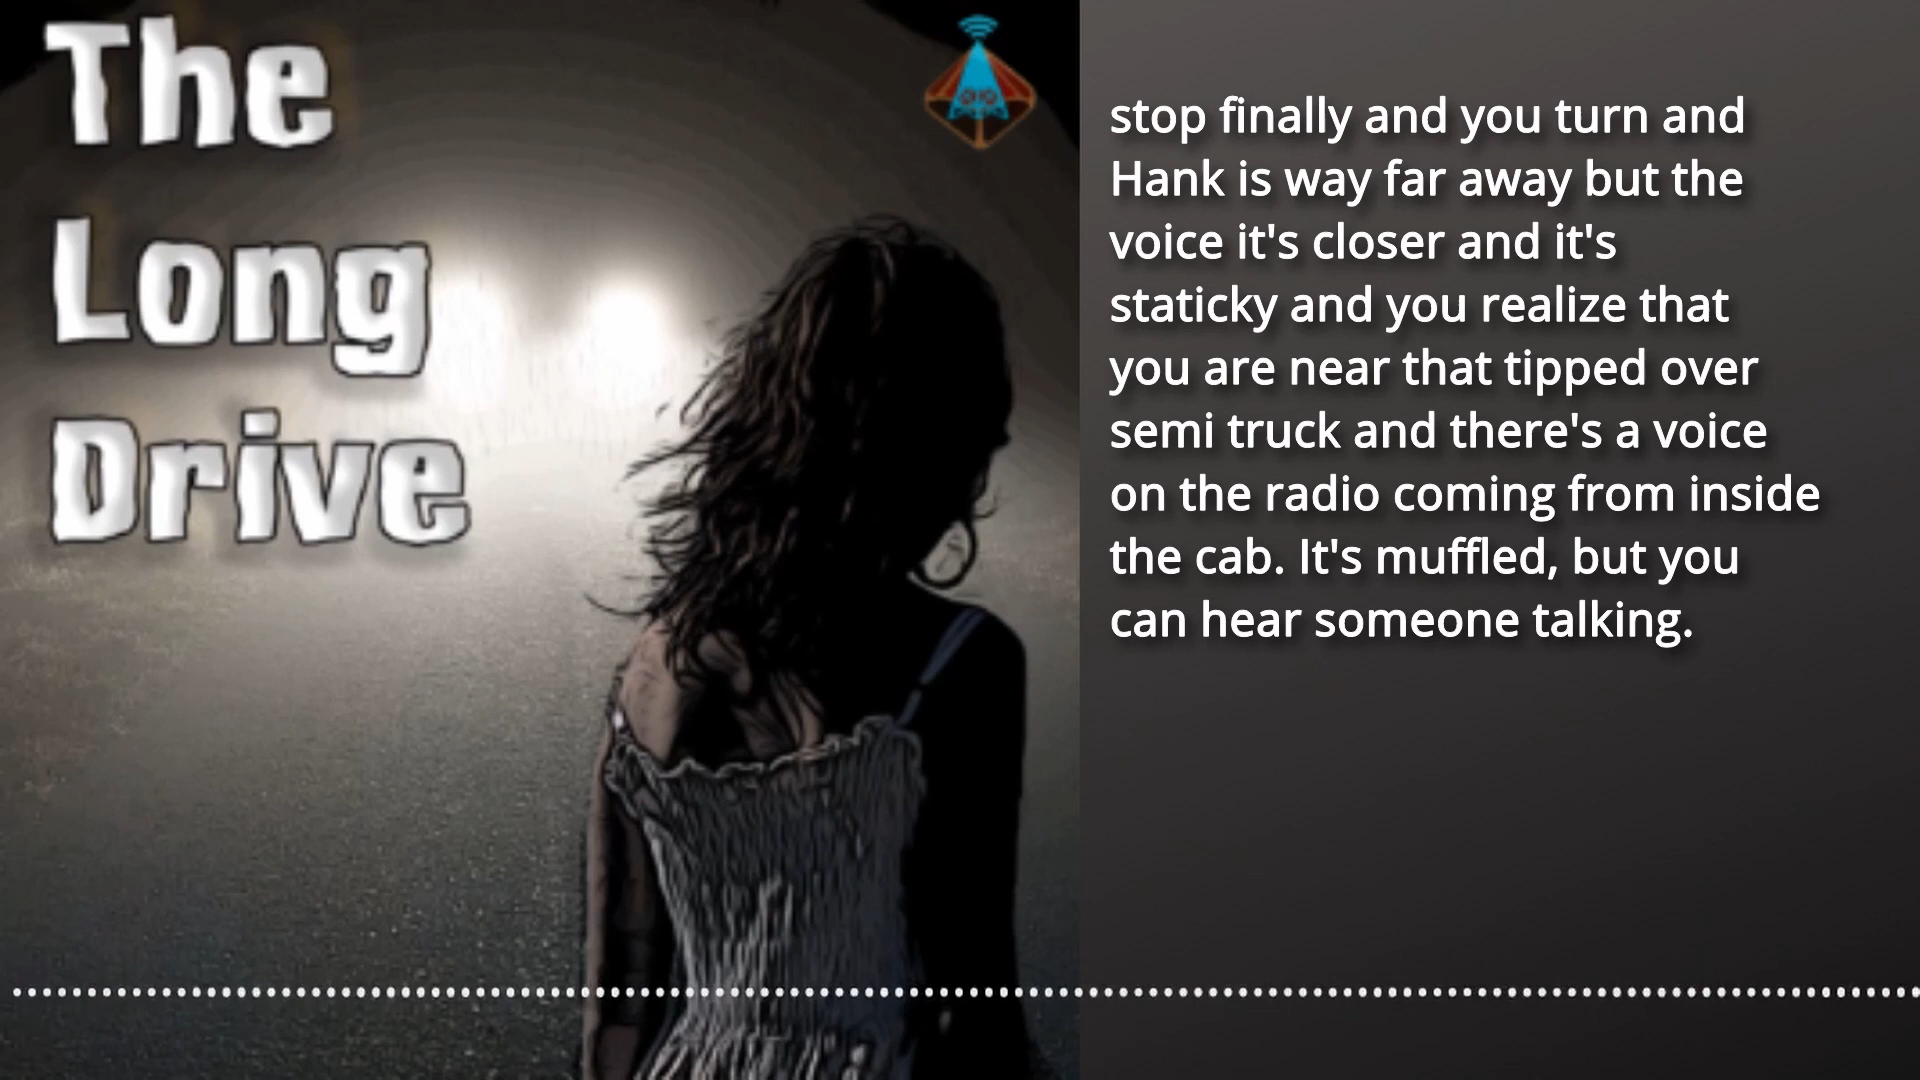 The
Long
Drive
stop finally and you turn and
Hank is way far away but the
voice it's closer and it's
staticky and you realize that
you are near that tipped over
semi truck and there's a voice
on the radio coming from inside
the cab. It's muffled, but you
can hear someone talking.